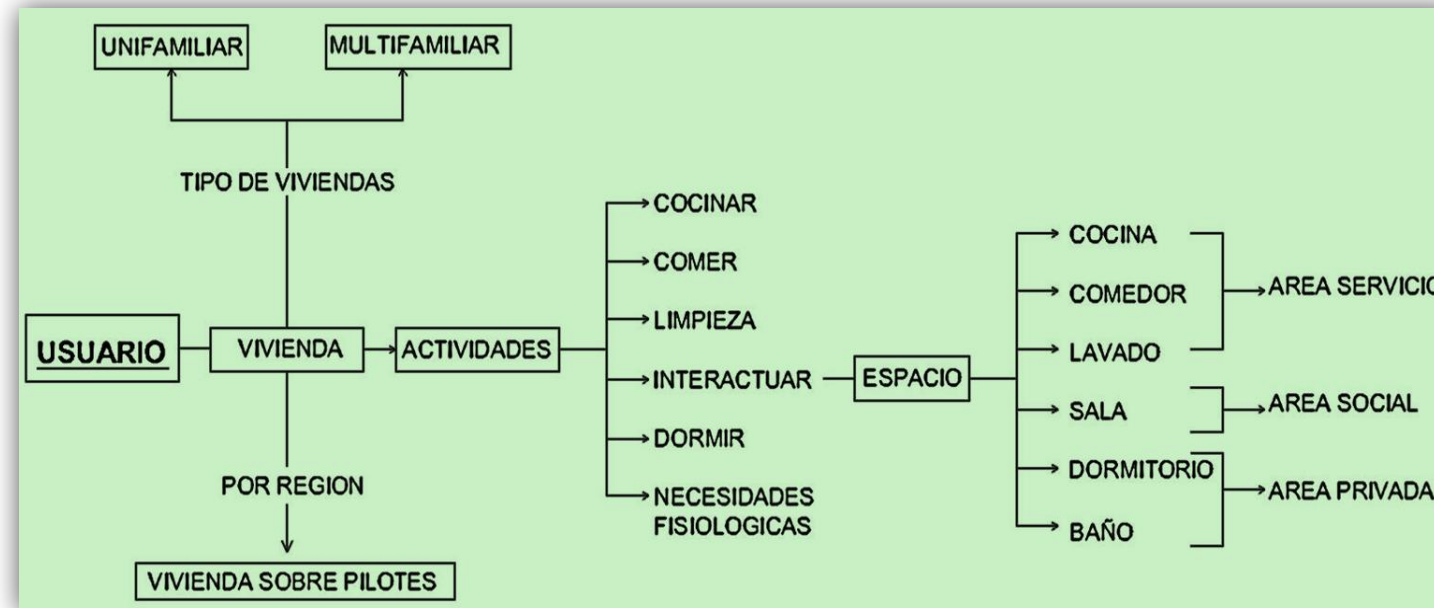 UNIFAMILIAR
MULTIFAMILIAR
TIPO DE VIVIENDAS
USUARIO
VIVIENDA
ACTIVIDADES
POR REGION
VIVIENDA SOBRE PILOTES
COCINAR
COMER
LIMPIEZA
INTERACTUAR
DORMIR
NECESIDADES
FISIOLOGICAS
ESPACIO
COCINA
COMEDOR
LAVADO
SALA
DORMITORIO
BAÑO
AREA SERVICIO
AREA SOCIAL
AREA PRIVADA